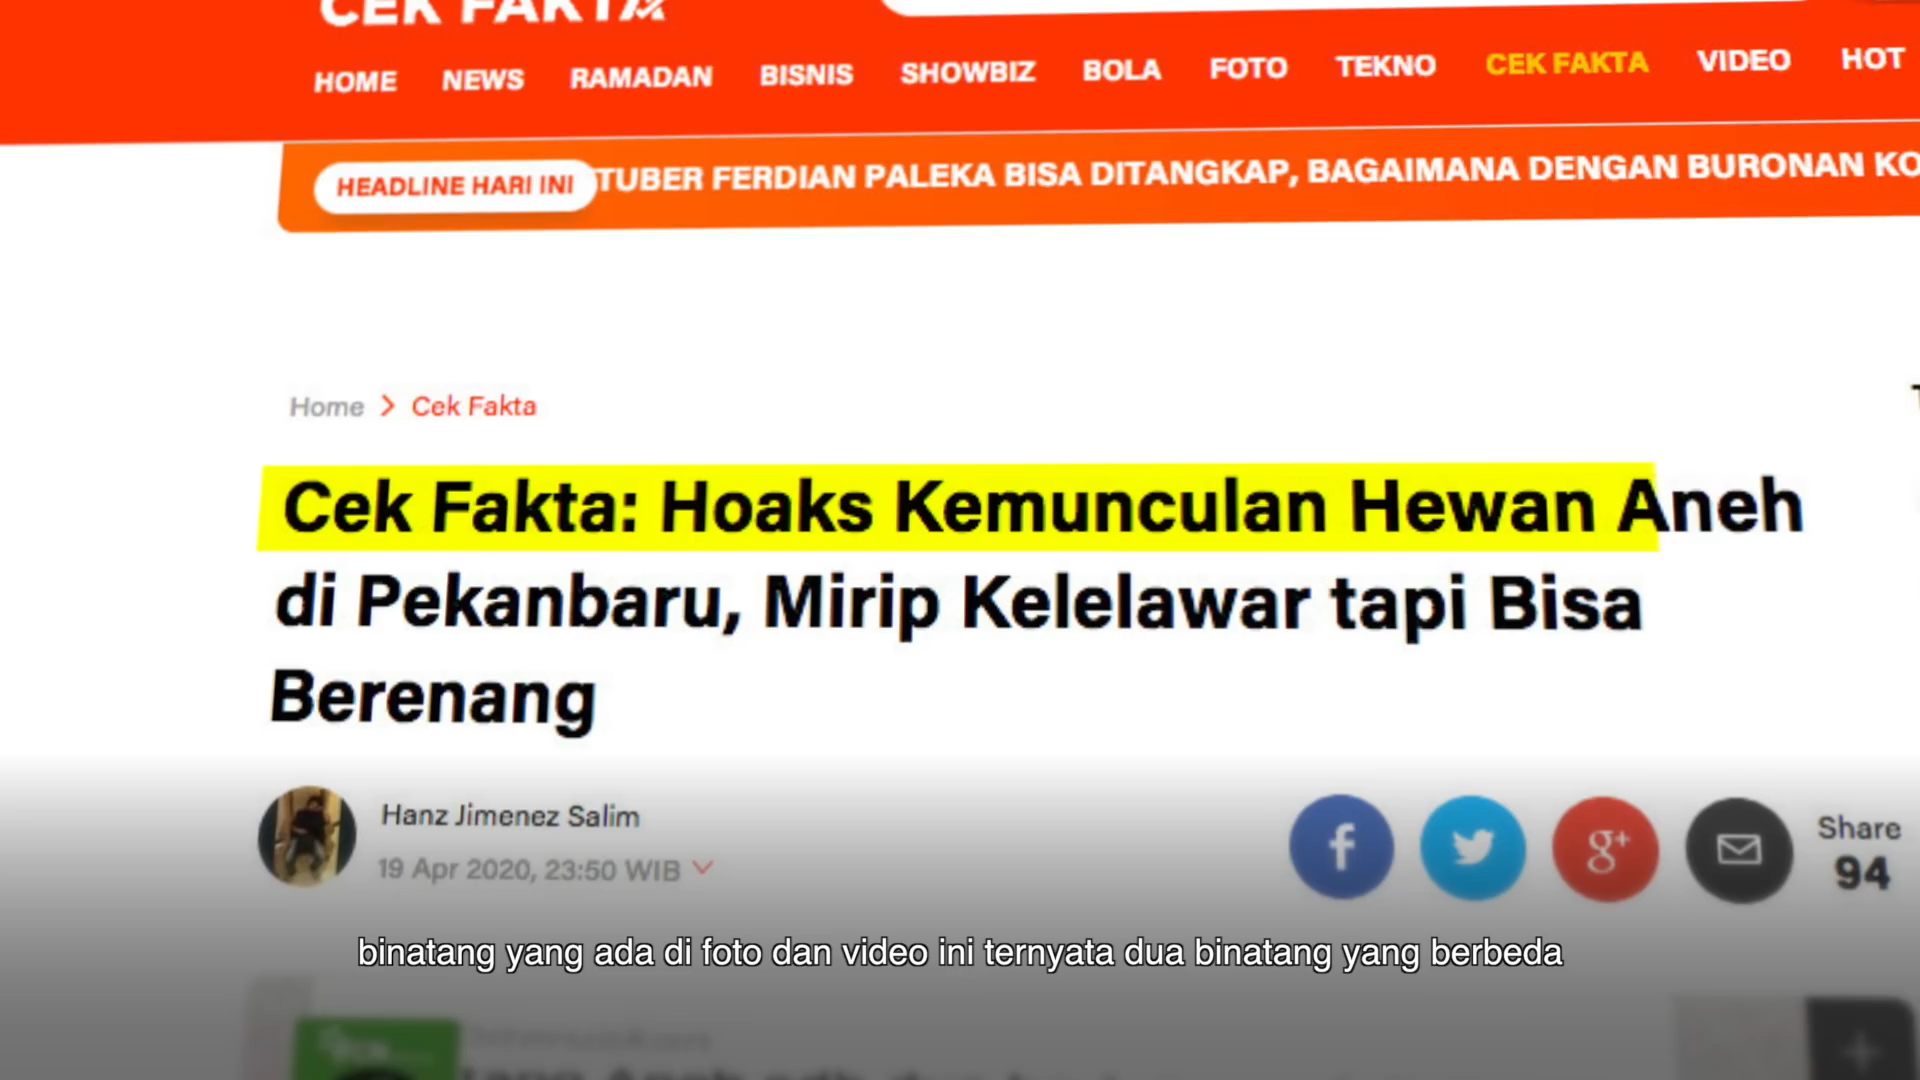 CEK FAKTA
HOME NEWS RAMADAN BISNIS SHOWBIZ BOLA FOTO TEKNO CEK FAKTA VIDEO HOT
HEADLINE HARI INI TUBER FERDIAN PALEKA BISA DITANGKAP, BAGAIMANA DENGAN BURONAN KO
Home > Cek Fakta
Cek Fakta: Hoaks Kemunculan Hewan Aneh
di Pekanbaru, Mirip Kelelawar tapi Bisa
Berenang
Hanz Jimenez Salim
19 Apr 2020, 23:50 WIB
Share
94
binatang yang ada di foto dan video ini ternyata dua binatang yang berbeda